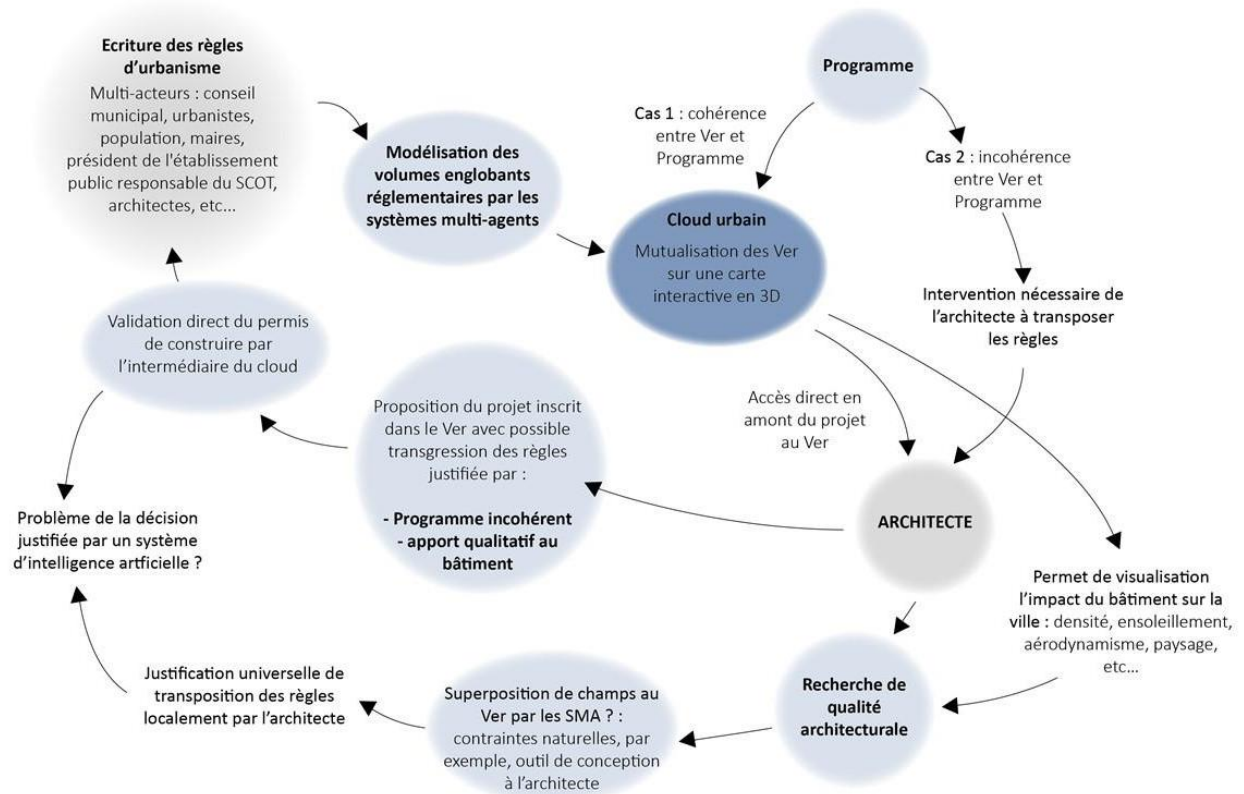 Ecriture des règles
d'urbanisme
Multi-acteurs : conseil
municipal, urbanistes,
population, maires,
président de l'établissement
public responsable du SCOT,
architectes, etc...
Modélisation des
volumes englobants
réglementaires par les
systèmes multi-agents
Programme
Cas 1 : cohérence
entre Ver et
Programme
Cas 2 : incohérence
entre Ver et
Programme
Cloud urbain
Mutualisation des Ver
sur une carte
interactive en 3D
Intervention nécessaire de
l'architecte à transposer
les règles
Validation direct du permis
de construire par
l'intermédiaire du cloud
Proposition du projet inscrit
dans le Ver avec possible
transgression des règles
justifiée par :
- Programme incohérent
- apport qualitatif au
bâtiment
Accès direct en
amont du projet
au Ver
ARCHITECTE
Problème de la décision
justifiée par un système
d'intelligence artficielle ?
Permet de visualisation
l'impact du bâtiment sur la
ville : densité, ensoleillement,
aérodynamisme, paysage,
etc...
Justification universelle de
transposition des règles
localement par l'architecte
Superposition de champs au
Ver par les SMA ? :
contraintes naturelles, par
exemple, outil de conception
à l'architecte
Recherche de
qualité
architecturale